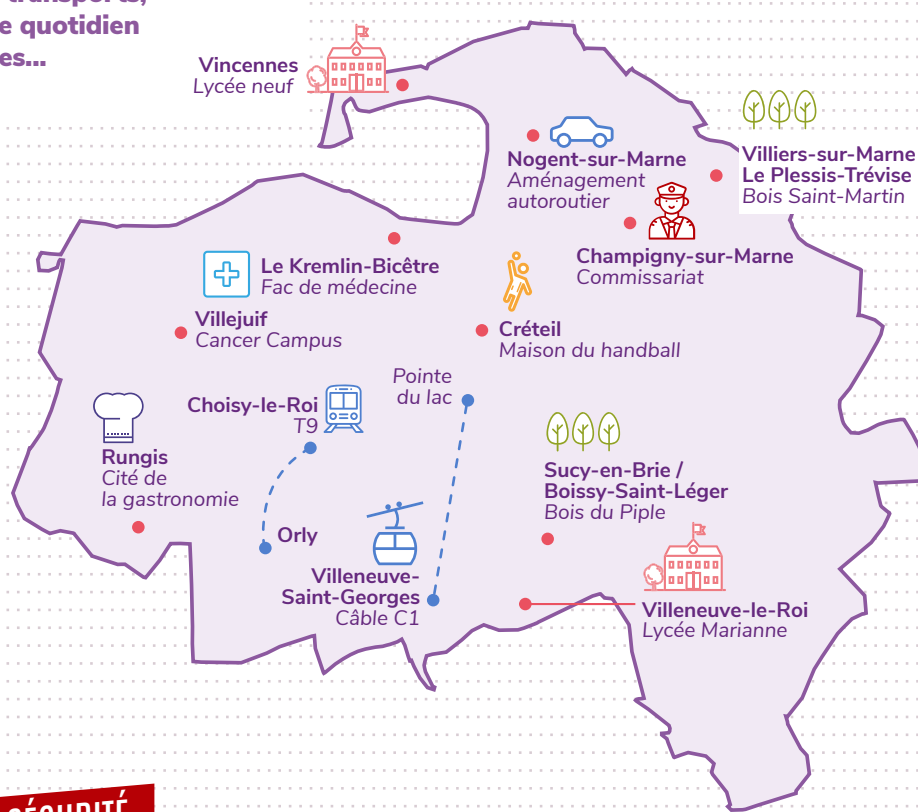 transports,
e quotidien
es...
Vincennes
Lycée neuf
Nogent-sur-Marne
Aménagement
autoroutier
Villiers-sur-Marne
Le Plessis-Trévise
Bois Saint-Martin
Champigny-sur-Marne
Commissariat
Le Kremlin-Bicêtre
Fac de médecine
Villejuif
Cancer Campus
Créteil
Maison du handball
Pointe
du lac
Choisy-le-Roi
T9
Rungis
Cité de
la gastronomie
Orly
Sucy-en-Brie /
Boissy-Saint-Léger
Bois du Piple
Villeneuve-
Saint-Georges
Câble C1
Villeneuve-le-Roi
Lycée Marianne
SÉCURITÉ